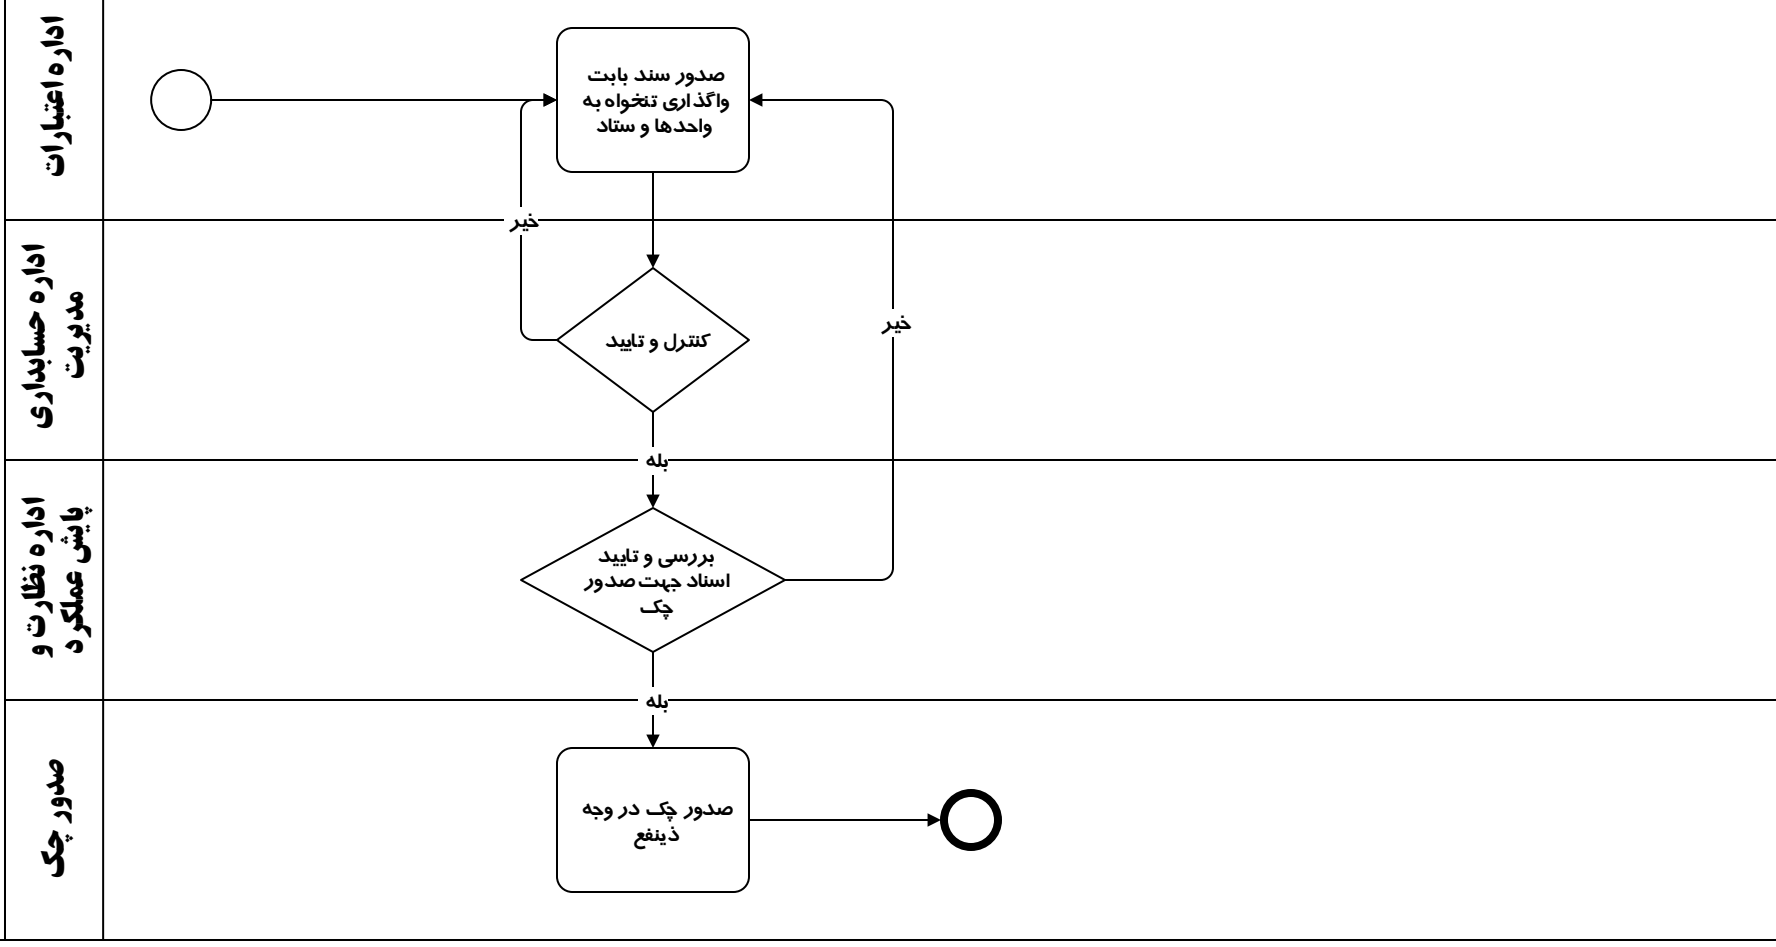 اداره اعتبارات
صدور سند بابت
واگذاری تنخواه به
واحدها و ستاد
خیر
اداره حسابداری
مدیریت
کنترل و تایید
خیر
بله
اداره نظارت و
پایش عملکرد
بررسی و تایید
اسناد جهت صدور
چک
بله
صدور چک
صدور چک در وجه
ذینفع